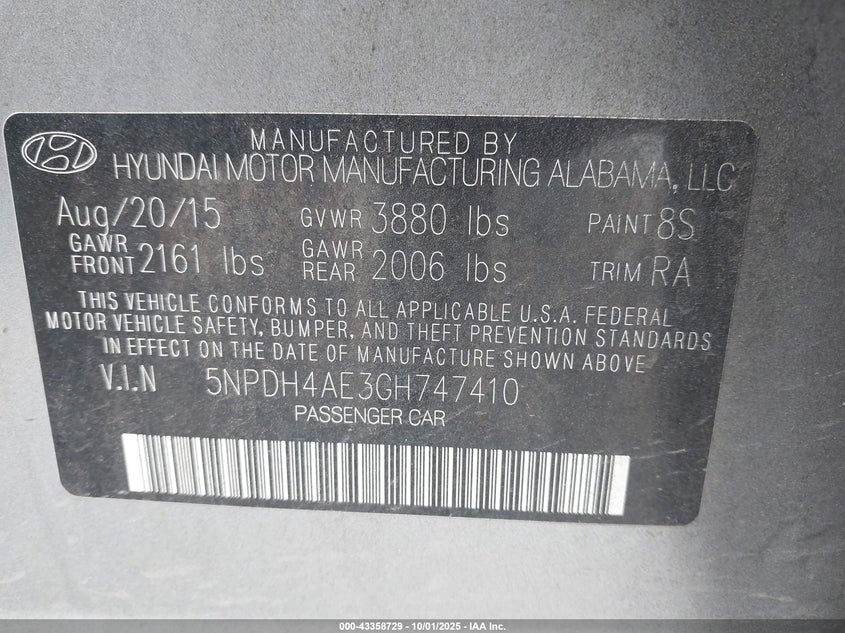 MANUFACTURED BY
HYUNDAI MOTOR MANUFACTURING ALABAMA, LLC
Aug/20/15 GVWR 3880 lbs PAINT 8S
GAWR FRONT 2161 lbs GAWR REAR 2006 lbs TRIM RA
THIS VEHICLE CONFORMS TO ALL APPLICABLE U.S.A. FEDERAL
MOTOR VEHICLE SAFETY, BUMPER, AND THEFT PREVENTION STANDARDS
IN EFFECT ON THE DATE OF MANUFACTURE SHOWN ABOVE
V.I.N 5NPDH4AE3GH747410
PASSENGER CAR
000-43358729 - 10/01/2025 - IAA Inc.